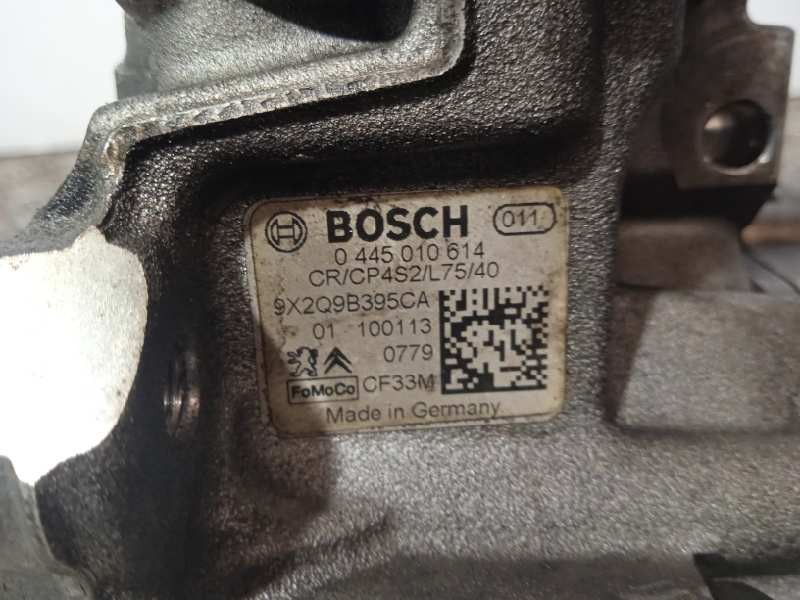 BOSCH 011
0 445 010 614
CR/CP4S2/L75/40
9X2Q9B395CA
01 100113
0779
FoMoCo CF33M
Made in Germany